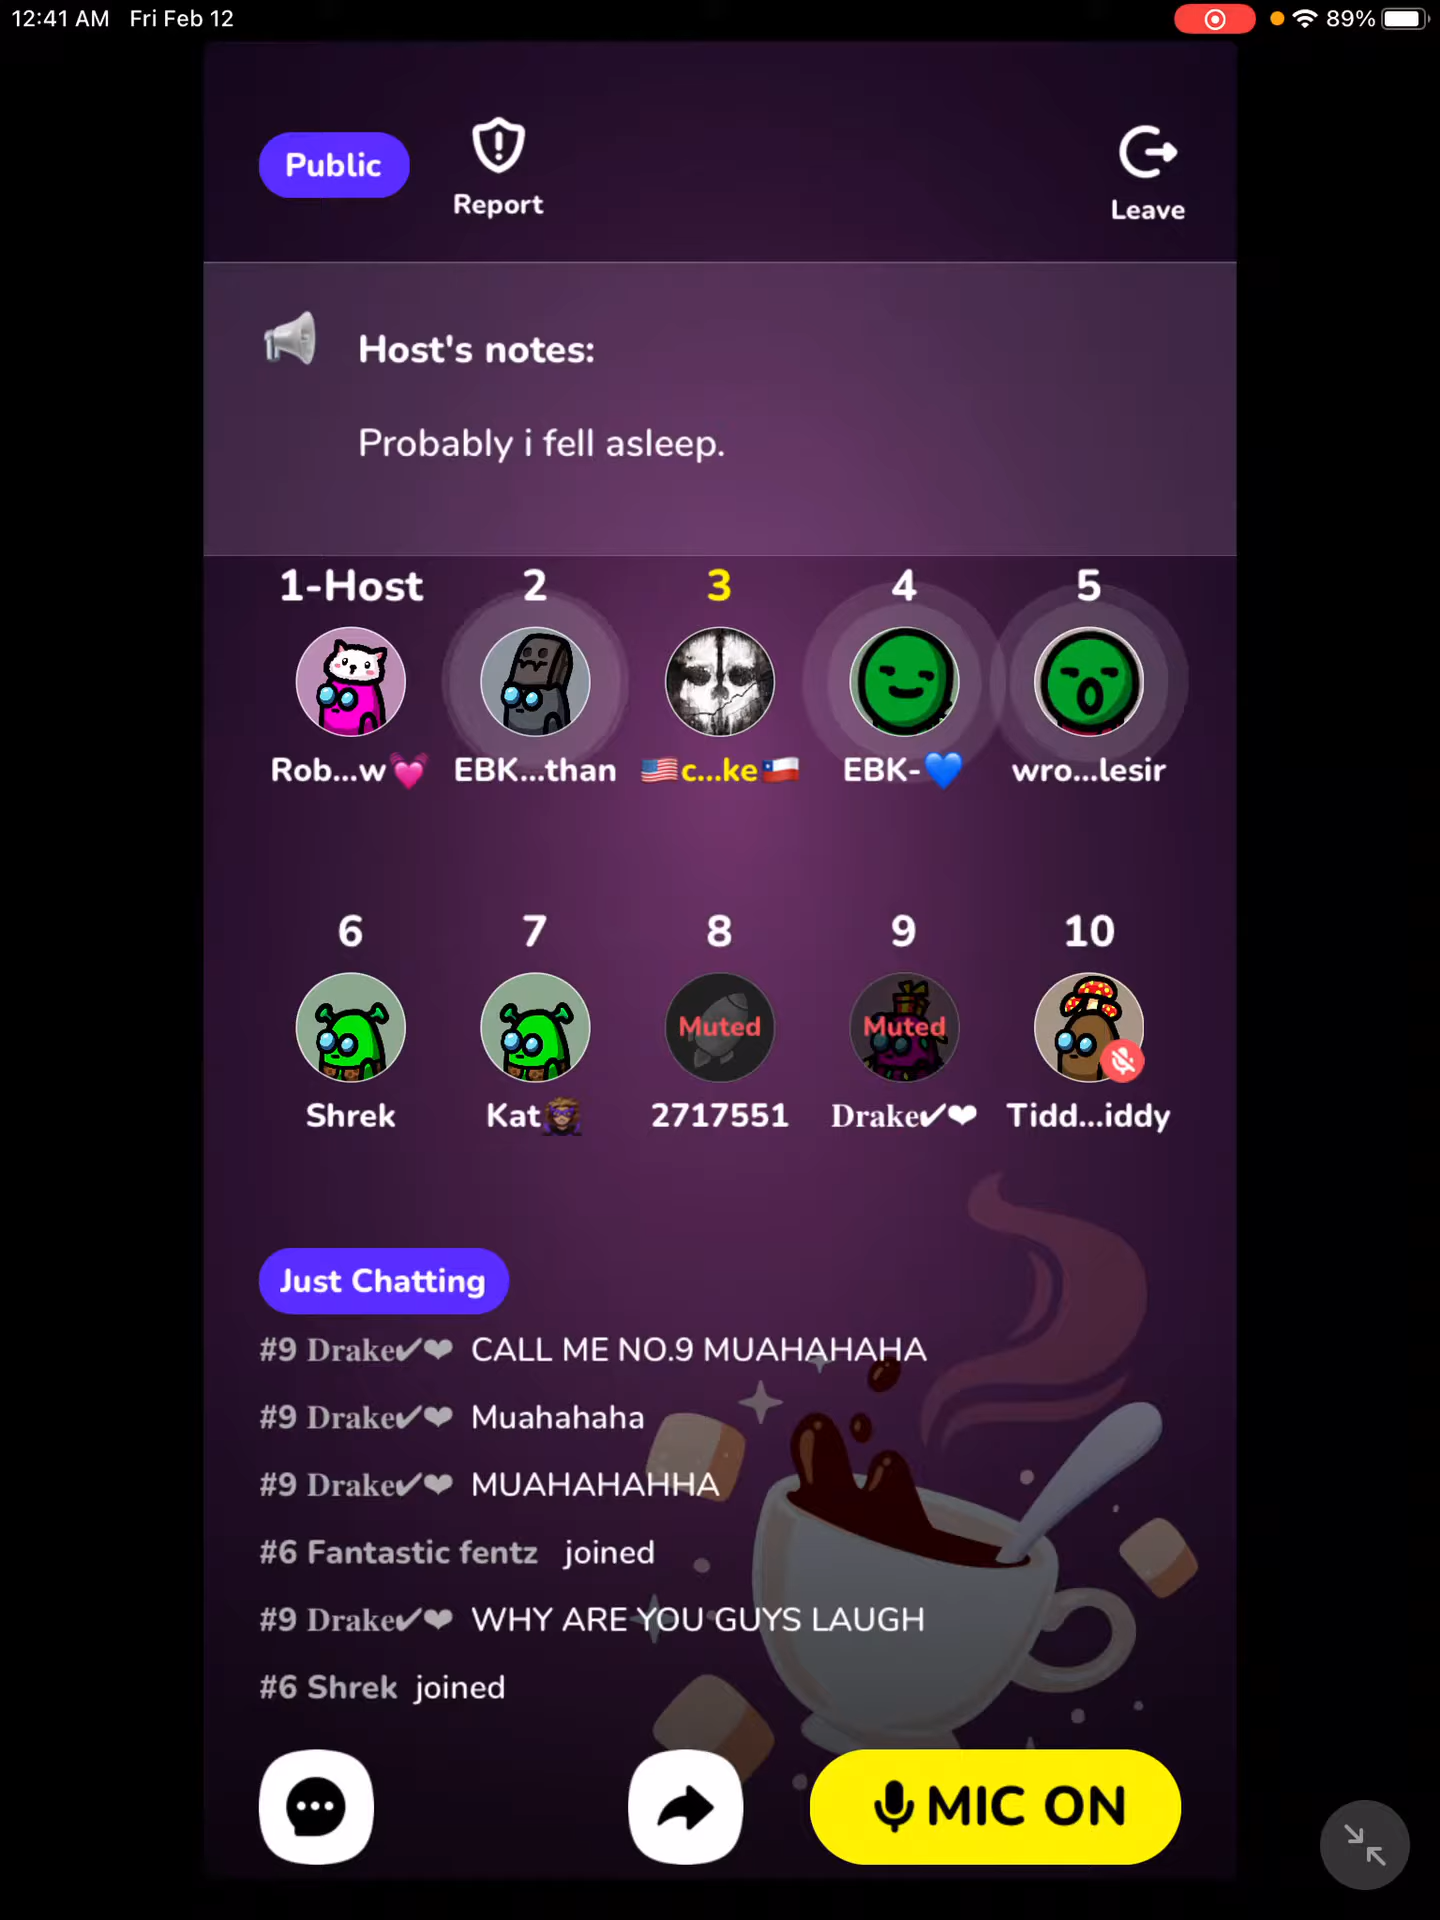 12:41 AM Fri Feb 12 89%
Public
Report
Leave
Host's notes:
Probably i fell asleep.
1-Host 2 3 4 5
Rob...w💓 EBK...than 🇺🇸c...ke🇨🇱 EBK-💙 wro...lesir
6 7 8 9 10
Muted Muted
Shrek Kat🦹🏽 2717551 Drake✔❤ Tidd...iddy
Just Chatting
#9 Drake✔❤ CALL ME NO.9 MUAHAHAHA
#9 Drake✔❤ Muahahaha
#9 Drake✔❤ MUAHAHAHHA
#6 Fantastic fentz joined
#9 Drake✔❤ WHY ARE YOU GUYS LAUGH
#6 Shrek joined
MIC ON